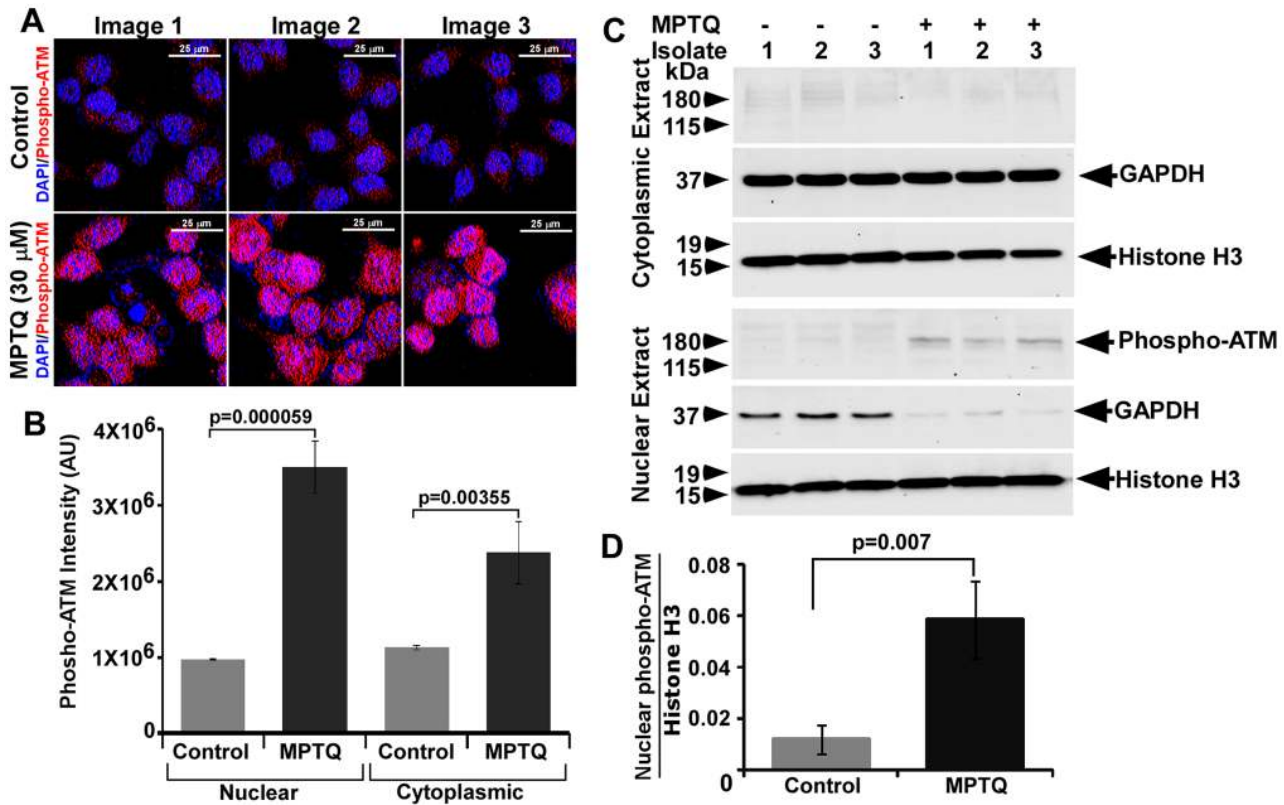 A
Image 1 Image 2 Image 3
Control
DAPI/Phospho-ATM
25 µm 25 µm 25 µm
MPTQ (30 µM)
DAPI/Phospho-ATM
25 µm 25 µm 25 µm
B
Phosho-ATM Intensity (AU)
4X10⁶
3X10⁶
2X10⁶
1X10⁶
0
p=0.000059
p=0.00355
Control MPTQ Control MPTQ
Nuclear Cytoplasmic
C
MPTQ - - - + + +
Isolate 1 2 3 1 2 3
kDa
Cytoplasmic Extract
180
115
37 GAPDH
19
15 Histone H3
Nuclear Extract
180 Phospho-ATM
115
37 GAPDH
19
15 Histone H3
D
Nuclear phospho-ATM
Histone H3
0.08
0.06
0.04
0.02
0
p=0.007
Control MPTQ